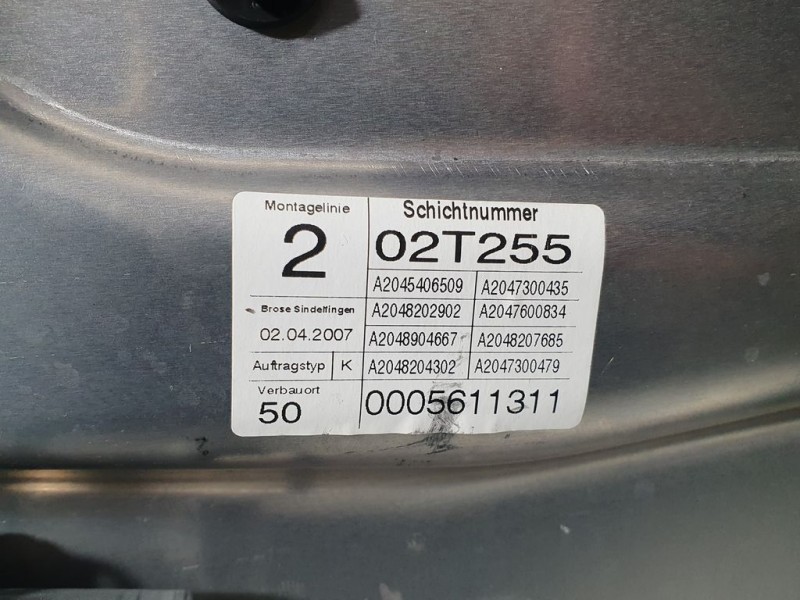 Montagelinie Schichtnummer
2 02T255
A2045406509 A2047300435
Brose Sindelfingen A2048202902 A2047600834
02.04.2007 A2048904667 A2048207685
Auftragstyp K A2048204302 A2047300479
Verbauort
50 0005611311